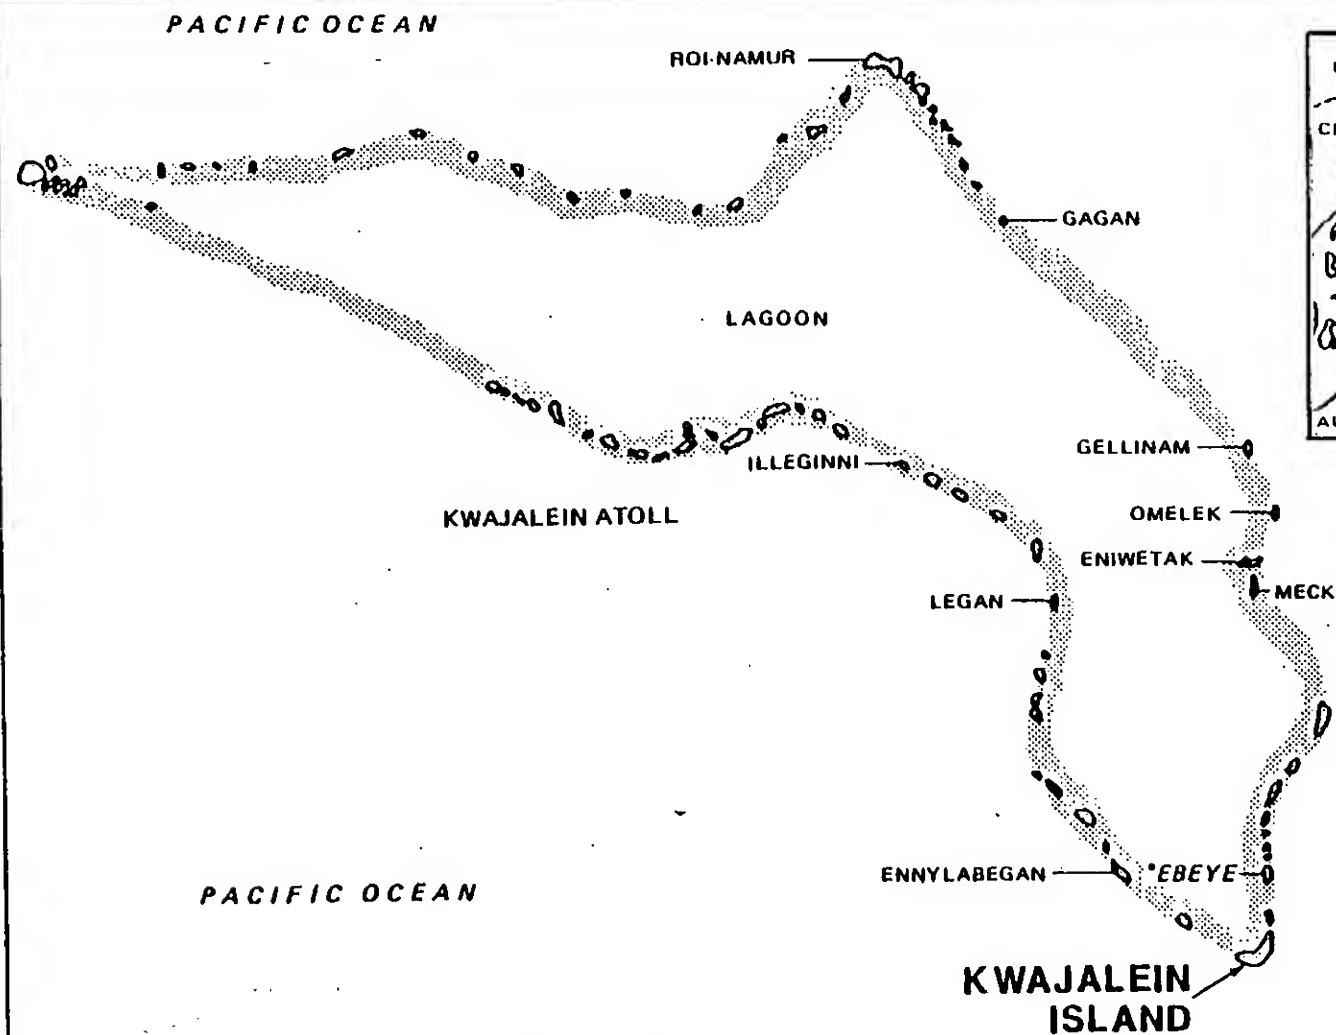 PACIFIC OCEAN
ROI-NAMUR
GAGAN
LAGOON
GELLINAM
ILLEGINNI
OMELEK
KWAJALEIN ATOLL
ENIWETAK
MECK
LEGAN
ENNYLABEGAN
*EBEYE
PACIFIC OCEAN
KWAJALEIN
ISLAND